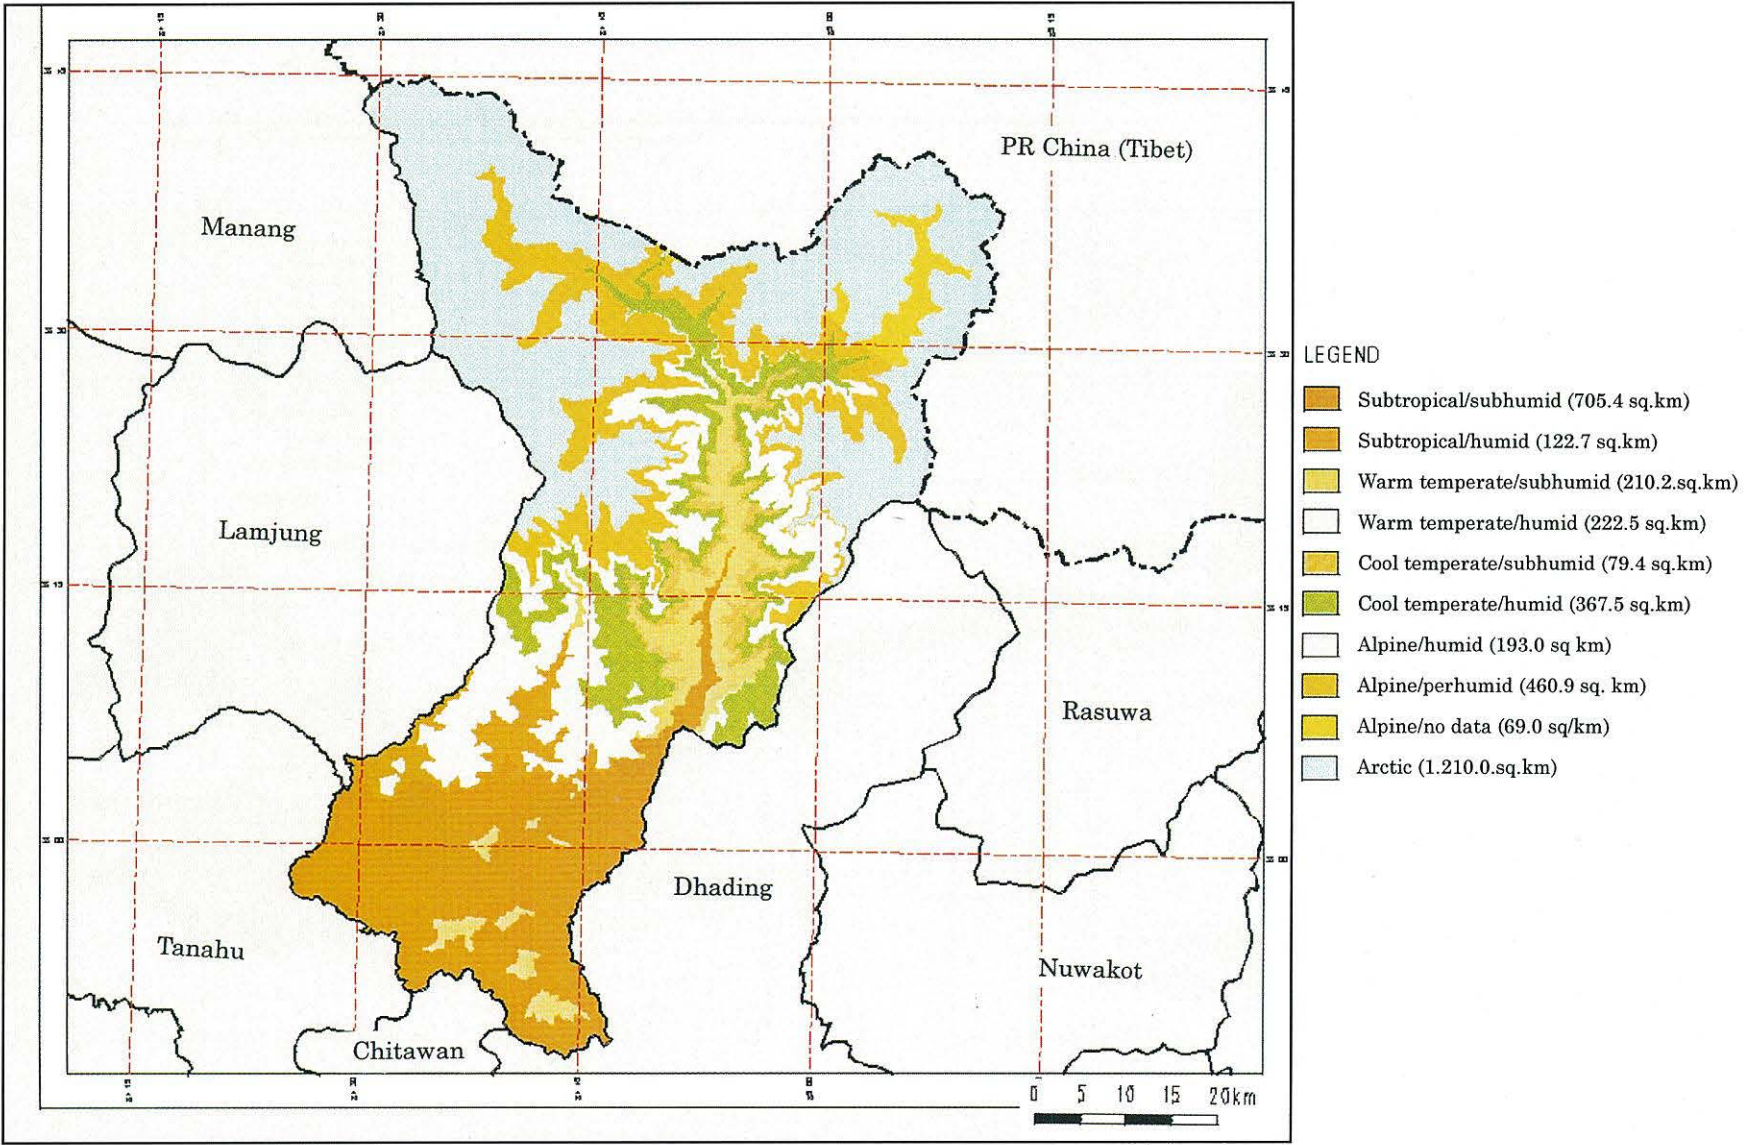 PR China (Tibet)
Manang
Lamjung
Rasuwa
Dhading
Tanahu
Nuwakot
Chitawan
0 5 10 15 20km
LEGEND
Subtropical/subhumid (705.4 sq.km)
Subtropical/humid (122.7 sq.km)
Warm temperate/subhumid (210.2.sq.km)
Warm temperate/humid (222.5 sq.km)
Cool temperate/subhumid (79.4 sq.km)
Cool temperate/humid (367.5 sq.km)
Alpine/humid (193.0 sq km)
Alpine/perhumid (460.9 sq. km)
Alpine/no data (69.0 sq/km)
Arctic (1.210.0.sq.km)